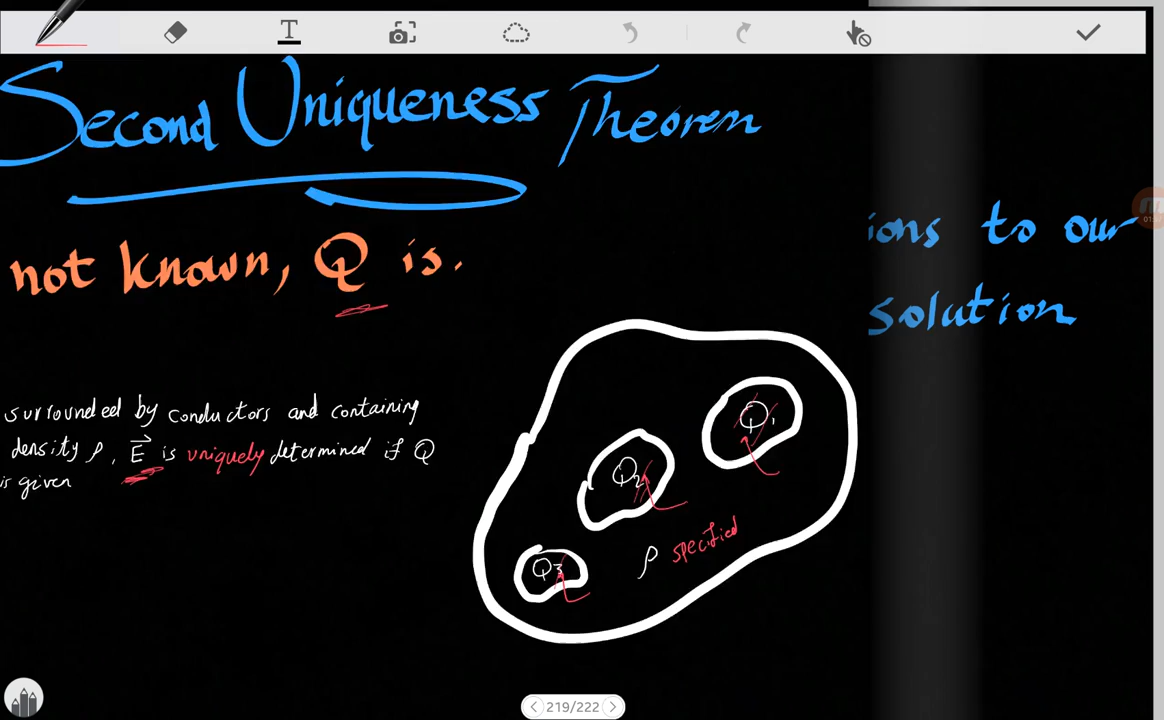 T
Second Uniqueness Theorem
ions to our
not known, Q is.
solution
surrounded by conductors and containing
density ρ, E⃗ is uniquely determined if Q
is given
Q₁
Q₂
ρ specified
Q₃
219/222